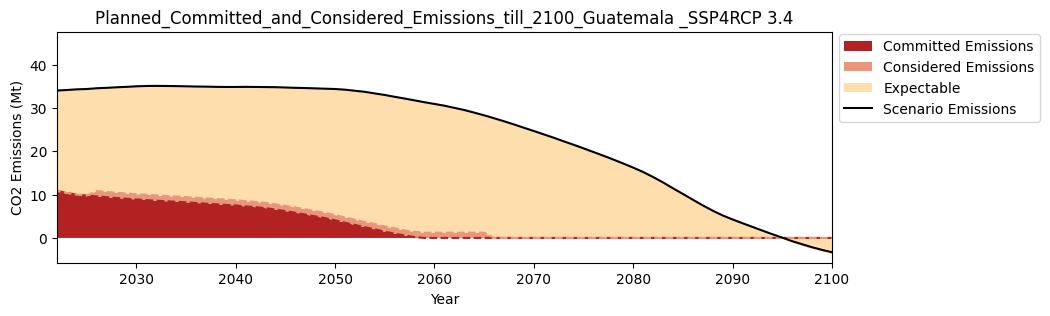 Planned_Committed_and_Considered_Emissions_till_2100_Guatemala _SSP4RCP 3.4
Committed Emissions
Considered Emissions
Expectable
Scenario Emissions
CO2 Emissions (Mt)
40
30
20
10
0
2030 2040 2050 2060 2070 2080 2090 2100
Year